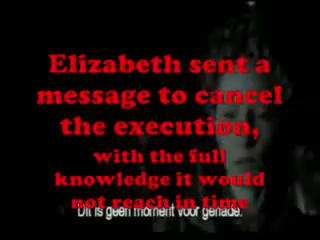 Elizabeth sent a
message to cancel
the execution,
with the full
knowledge it would
not reach in time
Dit is geen moment voor genade.